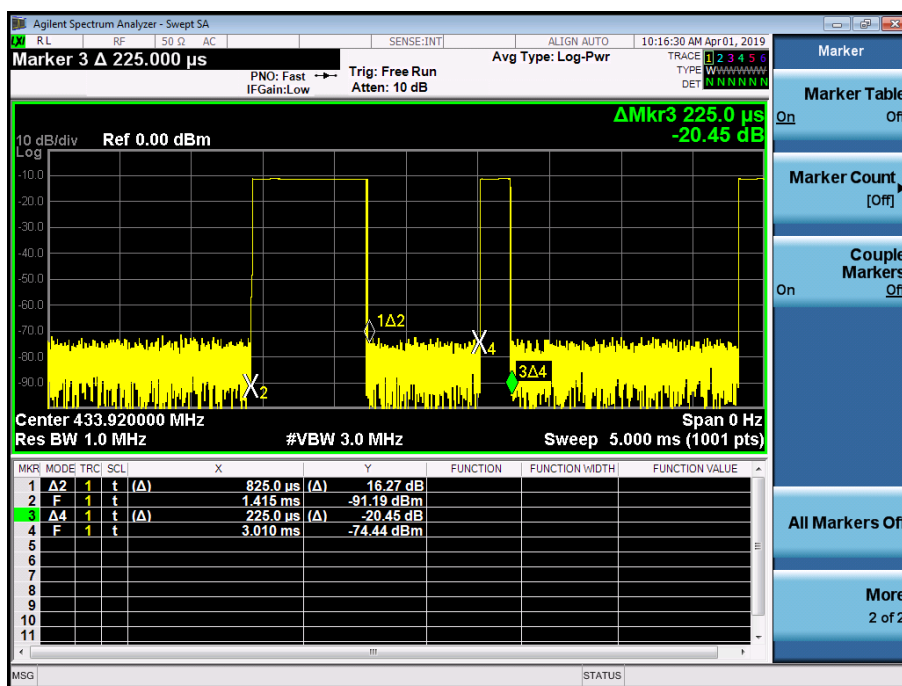 Agilent Spectrum Analyzer - Swept SA
LXI RL RF 50 Ω AC SENSE:INT ALIGN AUTO 10:16:30 AM Apr 01, 2019
Marker 3 Δ 225.000 µs
PNO: Fast
IFGain:Low
Trig: Free Run
Atten: 10 dB
Avg Type: Log-Pwr
TRACE 1 2 3 4 5 6
TYPE WWWWWW
DET N N N N N N
ΔMkr3 225.0 µs
-20.45 dB
10 dB/div Ref 0.00 dBm
Log
-10.0
-20.0
-30.0
-40.0
-50.0
-60.0
-70.0
-80.0
-90.0
1Δ2
X4
3Δ4
X2
Center 433.920000 MHz Span 0 Hz
Res BW 1.0 MHz #VBW 3.0 MHz Sweep 5.000 ms (1001 pts)
MKR MODE TRC SCL X Y FUNCTION FUNCTION WIDTH FUNCTION VALUE
1 Δ2 1 t (Δ) 825.0 µs (Δ) 16.27 dB
2 F 1 t 1.415 ms -91.19 dBm
3 Δ4 1 t (Δ) 225.0 µs (Δ) -20.45 dB
4 F 1 t 3.010 ms -74.44 dBm
5
6
7
8
9
10
11
MSG STATUS
Marker
Marker Table
On Of
Marker Count
[Off]
Couple
Markers
On Of
All Markers Of
More
2 of 2